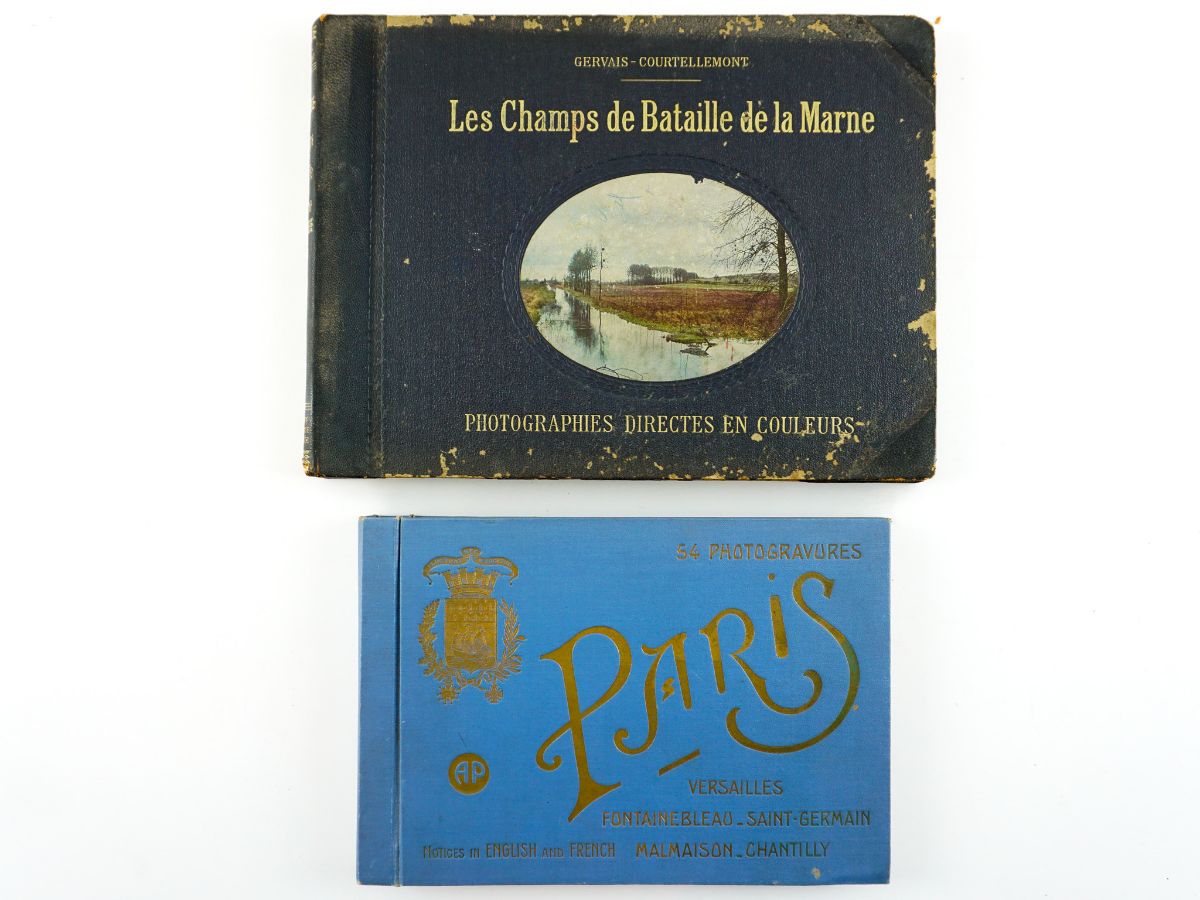 GERVAIS-COURTELLEMONT
Les Champs de Bataille de la Marne
PHOTOGRAPHIES DIRECTES EN COULEURS
54 PHOTOGRAVURES
PARIS
AP
VERSAILLES
FONTAINEBLEAU_SAINT-GERMAIN
NOTICES IN ENGLISH AND FRENCH MALMAISON_CHANTILLY